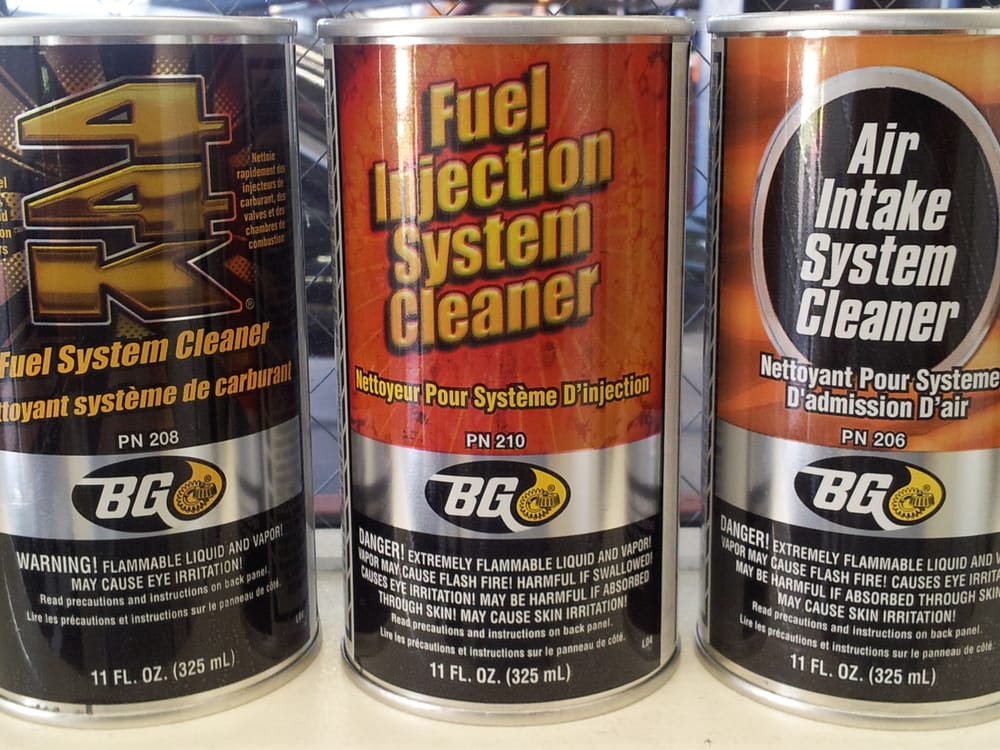 44K
®
el
d
on
rs
Nettoie
rapidement des
injecteurs de
carburant, des
valves et des
chambres de
combustion
Fuel System Cleaner
ttoyant système de carburant
PN 208
BG
®
WARNING! FLAMMABLE LIQUID AND VAPOR!
MAY CAUSE EYE IRRITATION!
Read precautions and instructions on back panel.
Lire les précautions et instructions sur le panneau de côté.
11 FL. OZ. (325 mL)
Fuel
Injection
System
Cleaner
Nettoyeur Pour Système D'injection
PN 210
BG
®
DANGER! EXTREMELY FLAMMABLE LIQUID AND VAPOR!
VAPOR MAY CAUSE FLASH FIRE! HARMFUL IF SWALLOWED!
CAUSES EYE IRRITATION! MAY BE HARMFUL IF ABSORBED
THROUGH SKIN! MAY CAUSE SKIN IRRITATION!
Read precautions and instructions on back panel.
Lire les précautions et instructions sur le panneau de côté.
L04
11 FL. OZ. (325 mL)
Air
Intake
System
Cleaner
Nettoyant Pour Systeme
D'admission D'air
PN 206
BG
®
DANGER! EXTREMELY FLAMMABLE LIQUID AND V
VAPOR MAY CAUSE FLASH FIRE! CAUSES EYE IRRITA
MAY BE HARMFUL IF ABSORBED THROUGH SKIN
MAY CAUSE SKIN IRRITATION!
Read precautions and instructions on back panel.
Lire les précautions et instructions sur le panneau de côté.
11 FL. OZ. (325 mL)